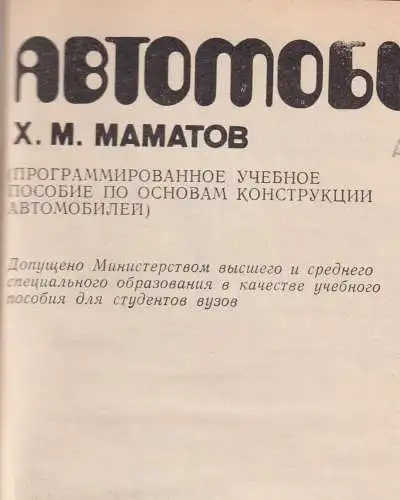 АВТОМОБ
Х. М. МАМАТОВ
(ПРОГРАММИРОВАННОЕ УЧЕБНОЕ
ПОСОБИЕ ПО ОСНОВАМ КОНСТРУКЦИИ
АВТОМОБИЛЕЙ)
Допущено Министерством высшего и среднего
специального образования в качестве учебного
пособия для студентов вузов